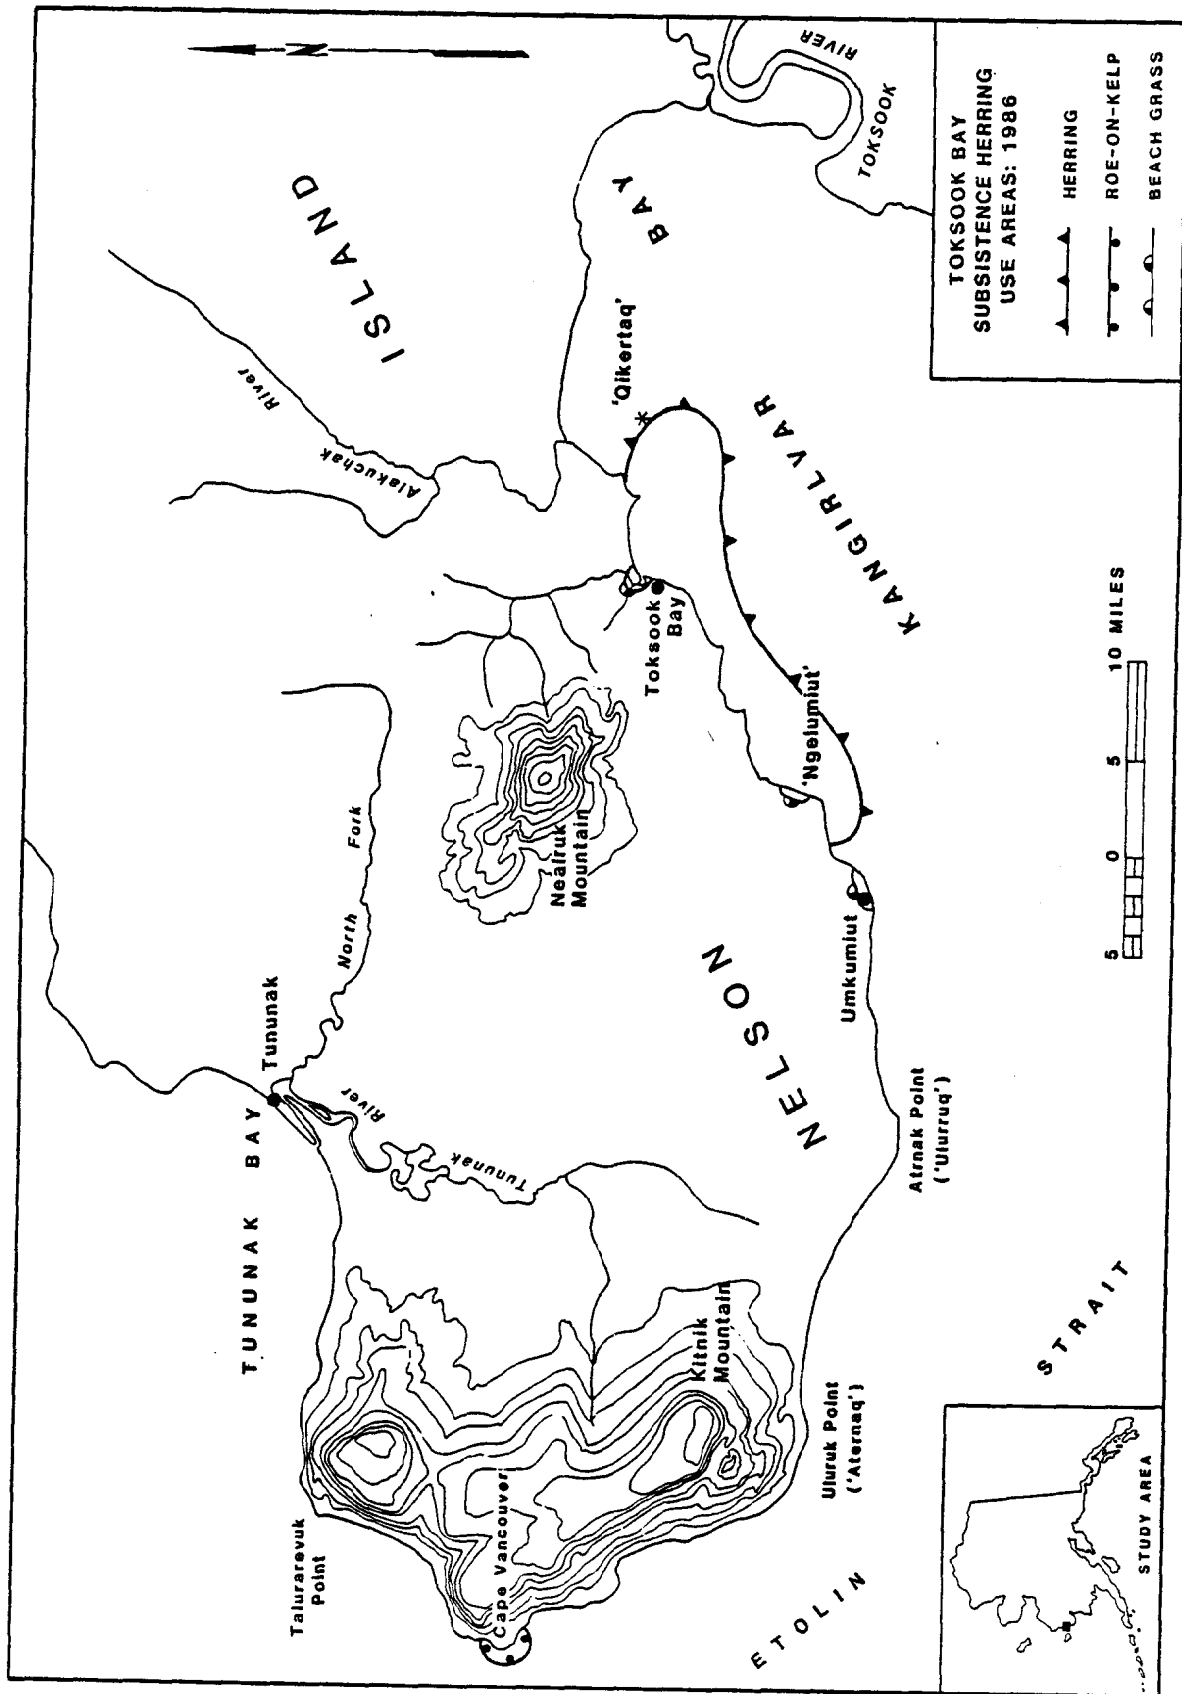 N
ISLAND
RIVER
TOKSOOK
River
Alakuchak
BAY
'Qikertaq'
KANGIRLVAR
North Fork
Tununak
TUNUNAK BAY
River
Tununak
Nealruk
Mountain
Toksook
Bay
'Ngelumiut'
NELSON
Umkumiut
Atrnak Point
('Ulurruq')
Kitnik
Mountain
Talurarevuk
Point
Cape Vancouver
Uluruk Point
('Aternaq')
ETOLIN
STRAIT
5 0 5 10 MILES
STUDY AREA
TOKSOOK BAY
SUBSISTENCE HERRING
USE AREAS: 1986
HERRING
ROE-ON-KELP
BEACH GRASS